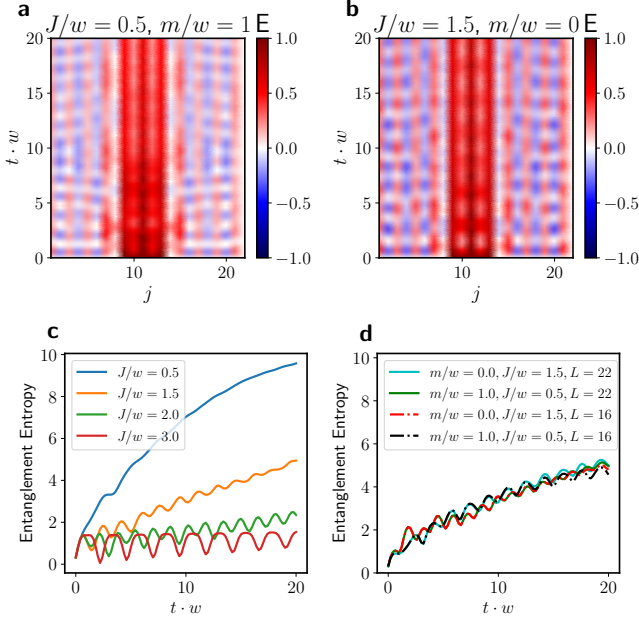 a
J/w = 0.5, m/w = 1 E
20
15
10
5
0
t · w
10
20
j
1.0
0.5
0.0
−0.5
−1.0
b
J/w = 1.5, m/w = 0 E
20
15
10
5
0
t · w
10
20
j
1.0
0.5
0.0
−0.5
−1.0
c
10
8
6
4
2
0
Entanglement Entropy
J/w = 0.5
J/w = 1.5
J/w = 2.0
J/w = 3.0
0
10
20
t · w
d
10
8
6
4
2
0
Entanglement Entropy
m/w = 0.0, J/w = 1.5, L = 22
m/w = 1.0, J/w = 0.5, L = 22
m/w = 0.0, J/w = 1.5, L = 16
m/w = 1.0, J/w = 0.5, L = 16
0
10
20
t · w